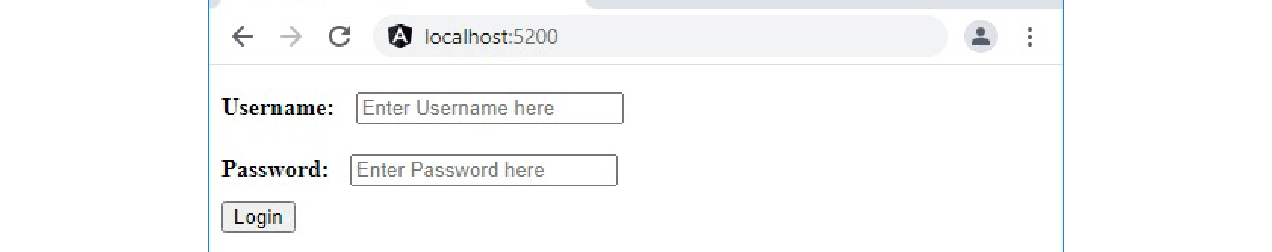 localhost:5200
Username: Enter Username here
Password: Enter Password here
Login